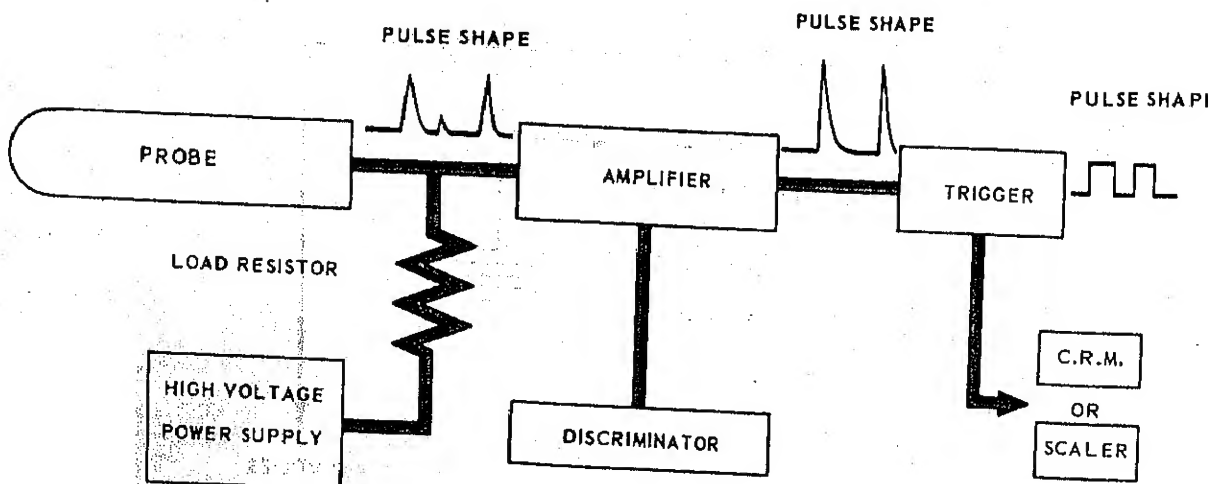 PULSE SHAPE
PULSE SHAPE
PULSE SHAPE
PROBE
AMPLIFIER
TRIGGER
LOAD RESISTOR
HIGH VOLTAGE
POWER SUPPLY
DISCRIMINATOR
C.R.M.
OR
SCALER